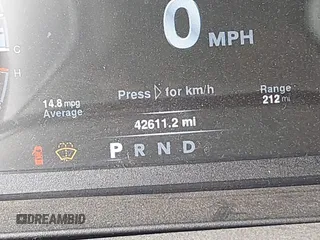 0 MPH
G
H
Press ▷ for km/h
14.8 mpg
Average
Range
212 mi
42611.2 mi
P R N D
DREAMBID